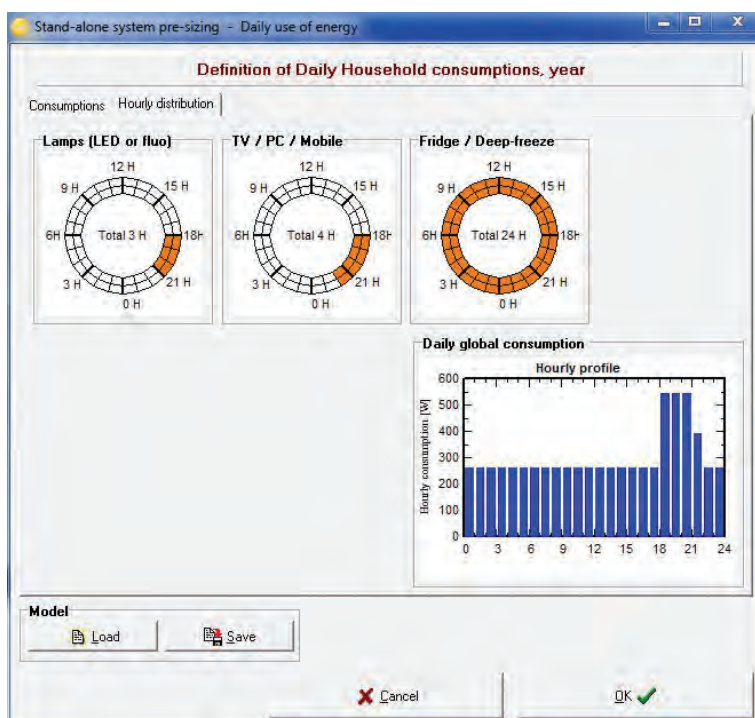 Stand-alone system pre-sizing - Daily use of energy
Definition of Daily Household consumptions, year
Consumptions Hourly distribution
Lamps (LED or fluo) TV / PC / Mobile Fridge / Deep-freeze
12 H 12 H 12 H
9 H 15 H 9 H 15 H 9 H 15 H
6H Total 3 H 18H 6H Total 4 H 18H 6H Total 24 H 18H
3 H 21 H 3 H 21 H 3 H 21 H
0 H 0 H 0 H
Daily global consumption
Hourly profile
Hourly consumption [W]
600
500
400
300
200
100
0
0 3 6 9 12 15 18 21 24
Model
Load Save
Cancel OK